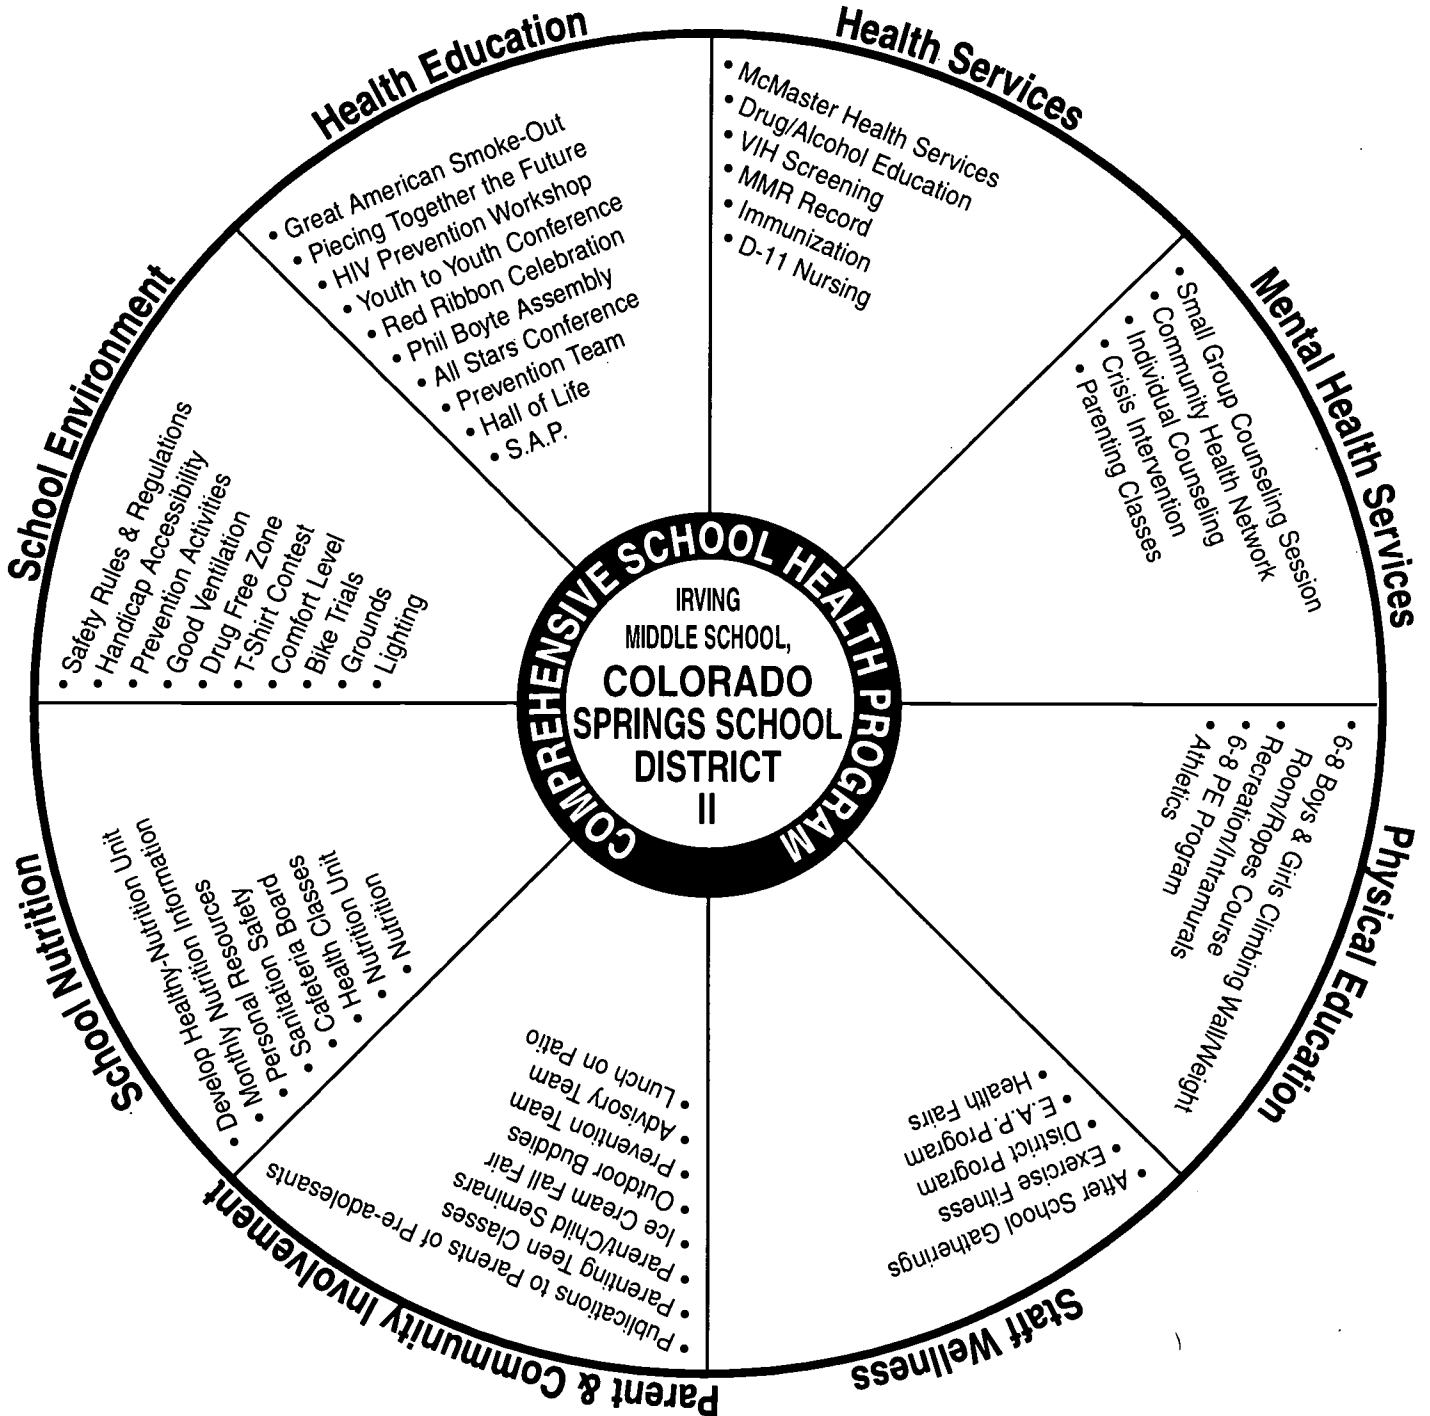 Health Education
• Great American Smoke-Out
• Piecing Together the Future
• HIV Prevention Workshop
• Youth to Youth Conference
• Red Ribbon Celebration
• Phil Boyte Assembly
• All Stars Conference
• Prevention Team
• Hall of Life
• S.A.P.
Health Services
• McMaster Health Services
• Drug/Alcohol Education
• VIH Screening
• MMR Record
• Immunization
• D-11 Nursing
Mental Health Services
• Small Group Counseling Session
• Community Health Network
• Individual Counseling
• Crisis Intervention
• Parenting Classes
Physical Education
• 6-8 Boys & Girls Climbing Wall/Weight
Room/Ropes Course
• Recreation/Intramurals
• 6-8 PE Program
• Athletics
Staff Wellness
• After School Gatherings
• Exercise Fitness
• District Program
• E.A.P. Program
• Health Fairs
Parent & Community Involvement
• Publications to Parents of Pre-adolesants
• Parenting Teen Classes
• Parent/Child Seminars
• Ice Cream Fall Fair
• Outdoor Buddies
• Prevention Team
• Advisory Team
• Lunch on Patio
School Nutrition
• Develop Healthy-Nutrition Unit
• Monthly Nutrition Information
• Personal Resources
• Sanitation Safety
• Cafeteria Board
• Health Classes
• Nutrition Unit
• Nutrition
School Environment
• Safety Rules & Regulations
• Handicap Accessibility
• Prevention Activities
• Good Ventilation
• Drug Free Zone
• T-Shirt Contest
• Comfort Level
• Bike Trials
• Grounds
• Lighting
COMPREHENSIVE SCHOOL HEALTH PROGRAM
IRVING
MIDDLE SCHOOL,
COLORADO
SPRINGS SCHOOL
DISTRICT
II